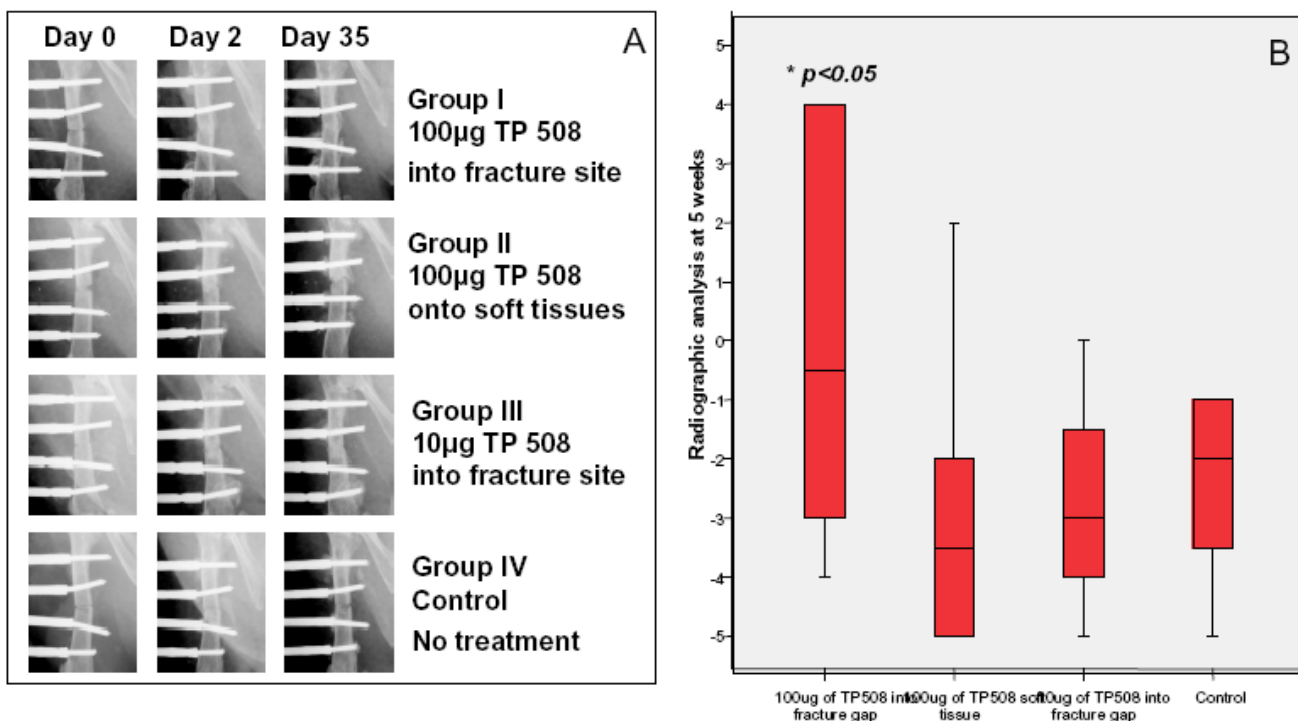 Day 0 Day 2 Day 35 A
Group I
100µg TP 508
into fracture site
Group II
100µg TP 508
onto soft tissues
Group III
10µg TP 508
into fracture site
Group IV
Control
No treatment
B
* p<0.05
Radiographic analysis at 5 weeks
5
4
3
2
1
0
-1
-2
-3
-4
-5
100ug of TP508 into
fracture gap
100ug of TP508 soft
tissue
0ug of TP508 into
fracture gap
Control